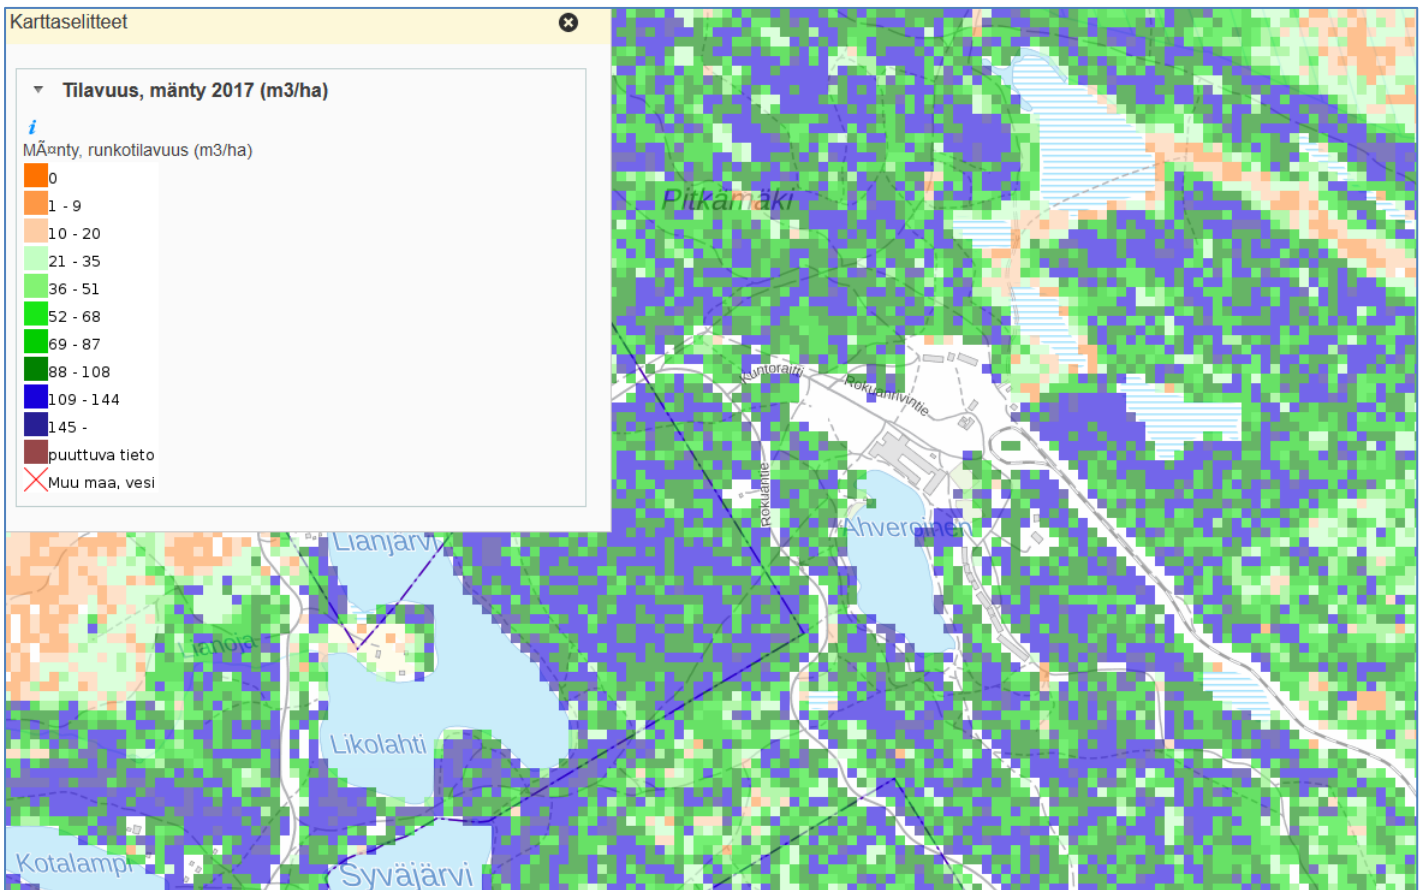 Karttaselitteet
Tilavuus, mänty 2017 (m3/ha)
i
MÃ¤nty, runkotilavuus (m3/ha)
0
1 - 9
10 - 20
21 - 35
36 - 51
52 - 68
69 - 87
88 - 108
109 - 144
145 -
puuttuva tieto
Muu maa, vesi
Pitkämäki
Kuntoraitti
Rokuannivintie
Rokuantie
Ahveroinen
Lianjärvi
Lianoja
Likolahti
Kotalampi
Syväjärvi